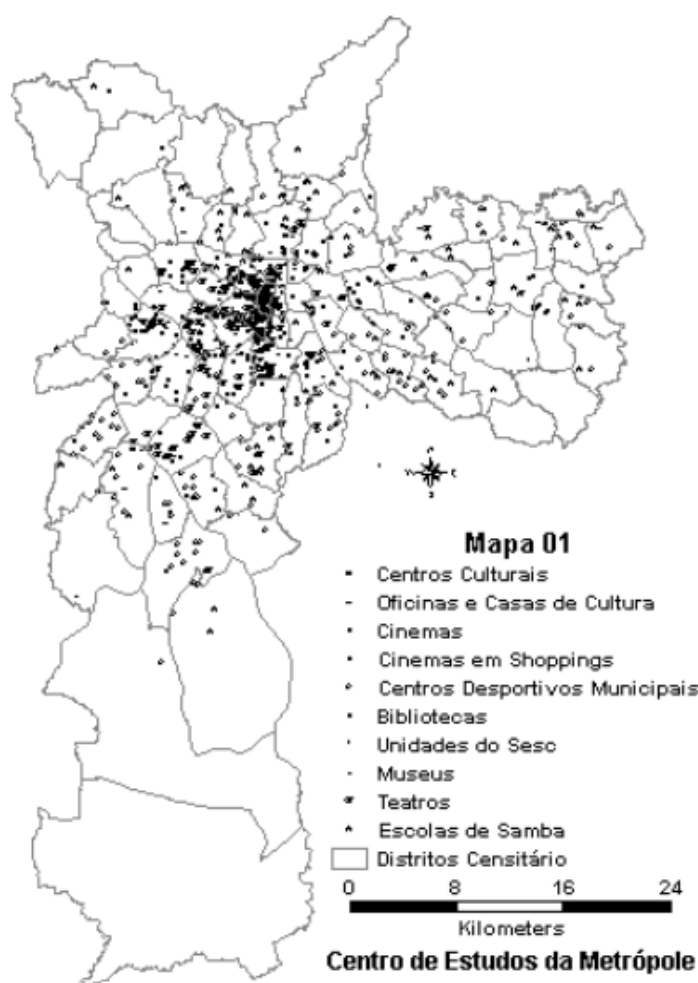 Mapa 01
Centros Culturais
Oficinas e Casas de Cultura
Cinemas
Cinemas em Shoppings
Centros Desportivos Municipais
Bibliotecas
Unidades do Sesc
Museus
Teatros
Escolas de Samba
Distritos Censitário
0 8 16 24
Kilometers
Centro de Estudos da Metrópole